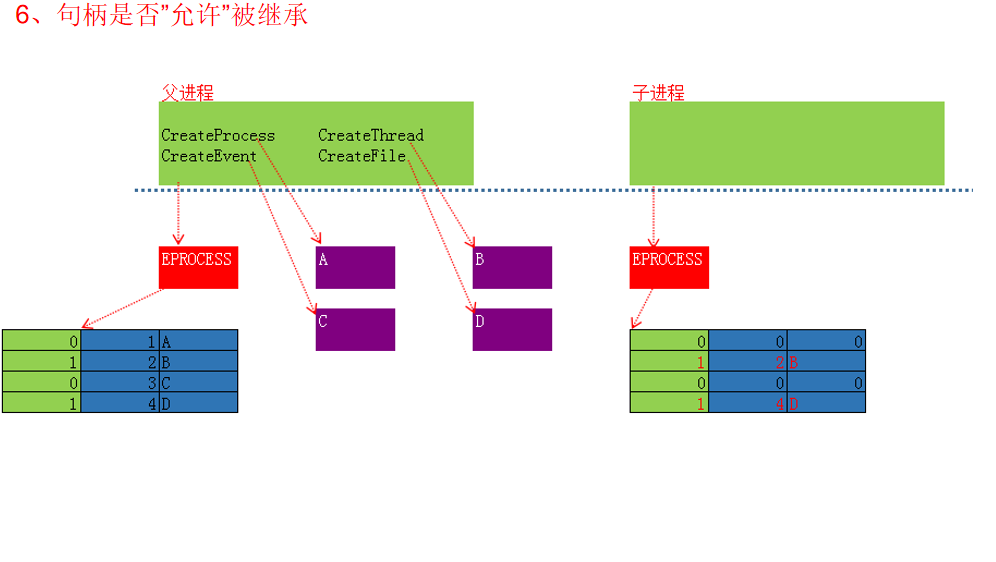 6、句柄是否”允许”被继承
父进程
子进程
CreateProcess CreateThread
CreateEvent CreateFile
EPROCESS A B EPROCESS
C D
0 1 A 0 0 0
1 2 B 1 2 B
0 3 C 0 0 0
1 4 D 1 4 D